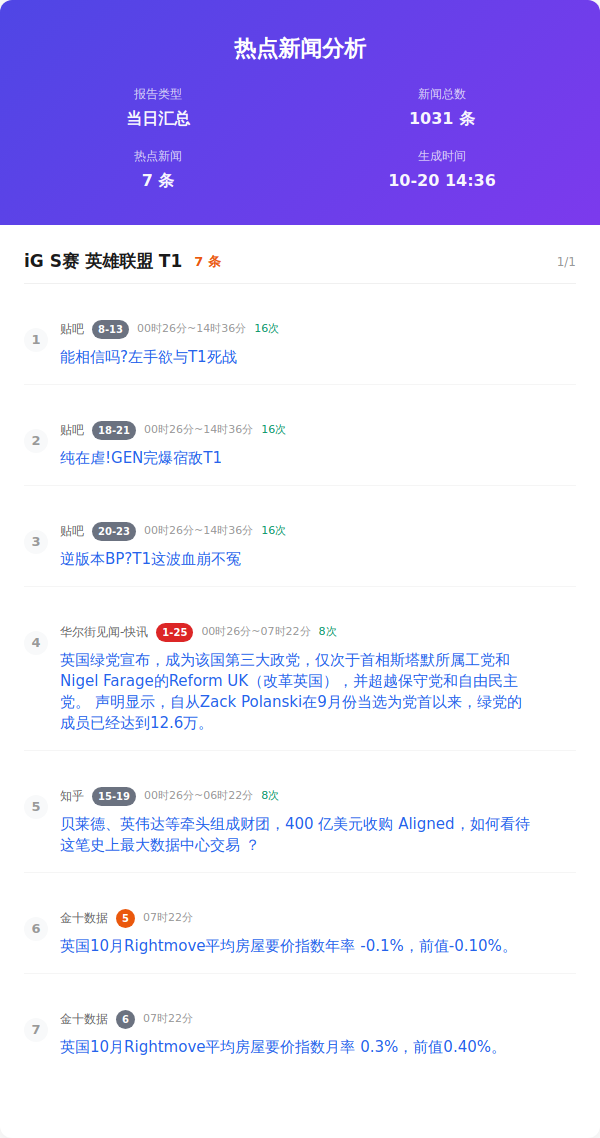 热点新闻分析
报告类型
新闻总数
当日汇总
1031 条
热点新闻
生成时间
7 条
10-20 14:36
iG S赛 英雄联盟 T1 7 条 1/1
1
贴吧 8-13 00时26分~14时36分 16次
能相信吗?左手欲与T1死战
2
贴吧 18-21 00时26分~14时36分 16次
纯在虐!GEN完爆宿敌T1
3
贴吧 20-23 00时26分~14时36分 16次
逆版本BP?T1这波血崩不冤
4
华尔街见闻-快讯 1-25 00时26分~07时22分 8次
英国绿党宣布，成为该国第三大政党，仅次于首相斯塔默所属工党和
Nigel Farage的Reform UK（改革英国），并超越保守党和自由民主
党。 声明显示，自从Zack Polanski在9月份当选为党首以来，绿党的
成员已经达到12.6万。
5
知乎 15-19 00时26分~06时22分 8次
贝莱德、英伟达等牵头组成财团，400 亿美元收购 Aligned，如何看待
这笔史上最大数据中心交易 ？
6
金十数据 5 07时22分
英国10月Rightmove平均房屋要价指数年率 -0.1%，前值-0.10%。
7
金十数据 6 07时22分
英国10月Rightmove平均房屋要价指数月率 0.3%，前值0.40%。